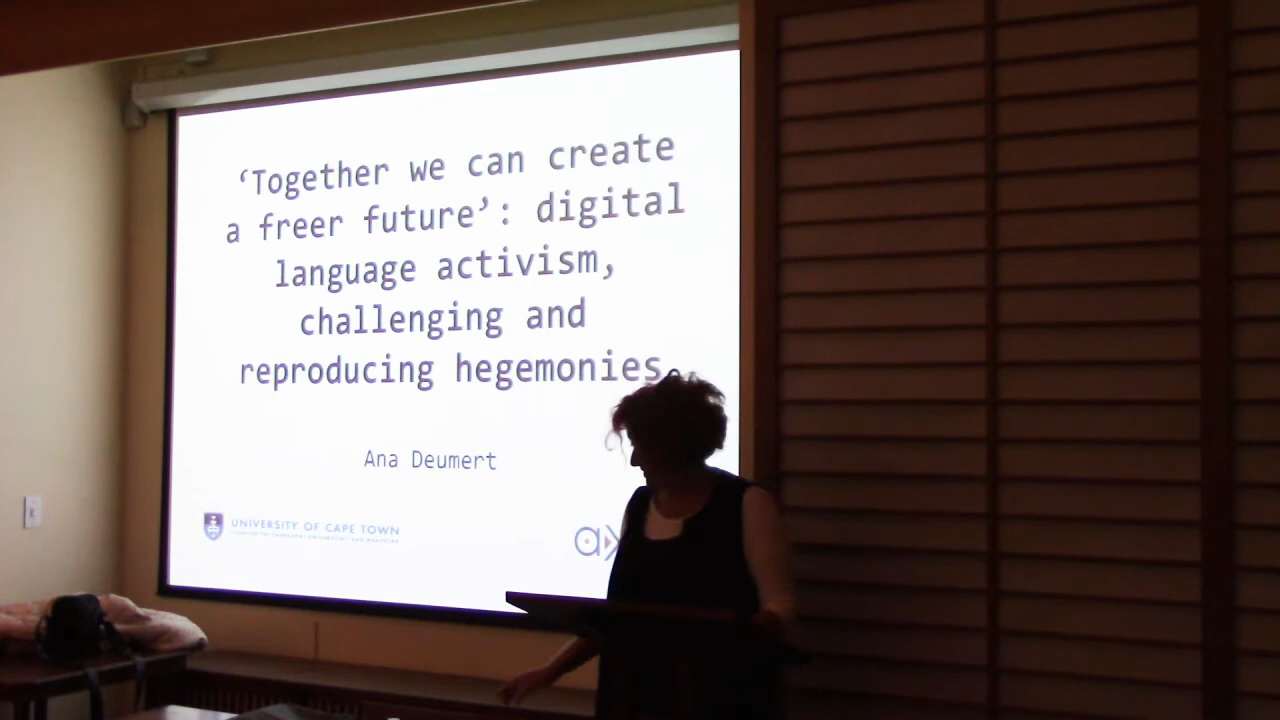 ‘Together we can create
a freer future’: digital
language activism,
challenging and
reproducing hegemonies.
Ana Deumert
UNIVERSITY OF CAPE TOWN